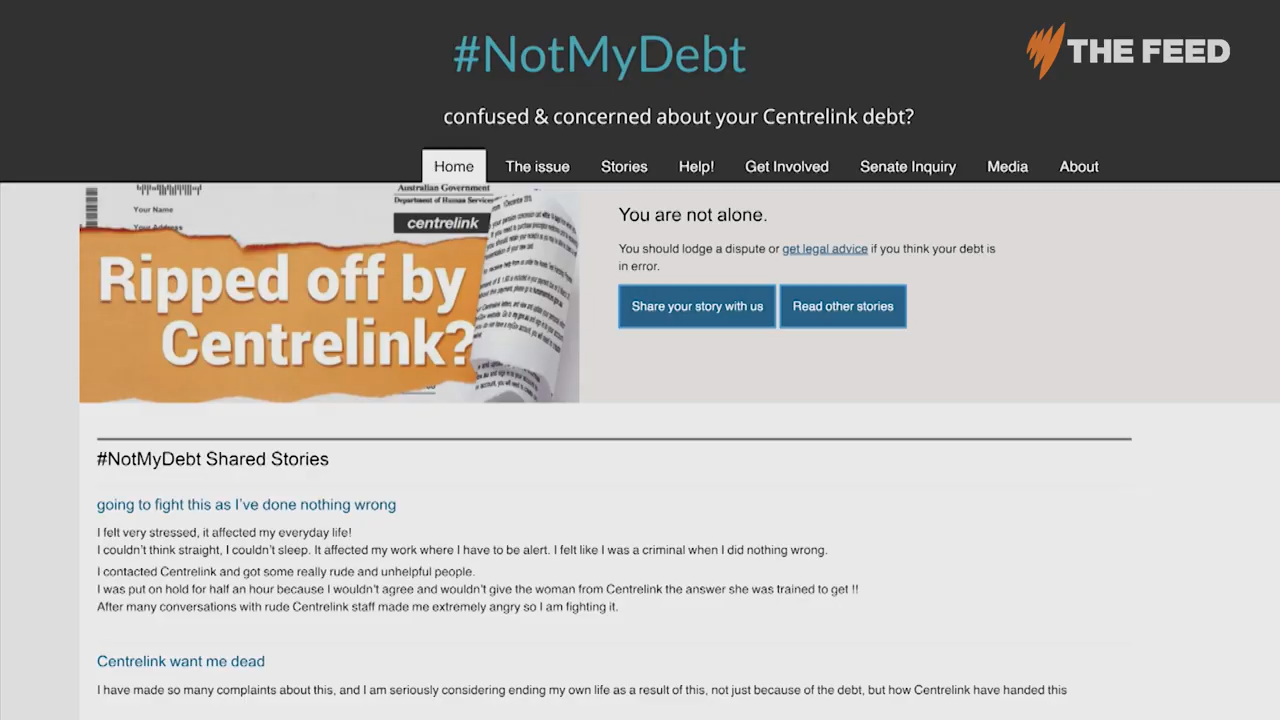 #NotMyDebt
THE FEED
confused & concerned about your Centrelink debt?
Home The issue Stories Help! Get Involved Senate Inquiry Media About
Australian Government
Department of Human Services
Your Name
Your Address
centrelink
Ripped off by
Centrelink?
You are not alone.
You should lodge a dispute or get legal advice if you think your debt is
in error.
Share your story with us Read other stories
#NotMyDebt Shared Stories
going to fight this as I've done nothing wrong
I felt very stressed, it affected my everyday life!
I couldn't think straight, I couldn't sleep. It affected my work where I have to be alert. I felt like I was a criminal when I did nothing wrong.
I contacted Centrelink and got some really rude and unhelpful people.
I was put on hold for half an hour because I wouldn't agree and wouldn't give the woman from Centrelink the answer she was trained to get !!
After many conversations with rude Centrelink staff made me extremely angry so I am fighting it.
Centrelink want me dead
I have made so many complaints about this, and I am seriously considering ending my own life as a result of this, not just because of the debt, but how Centrelink have handed this